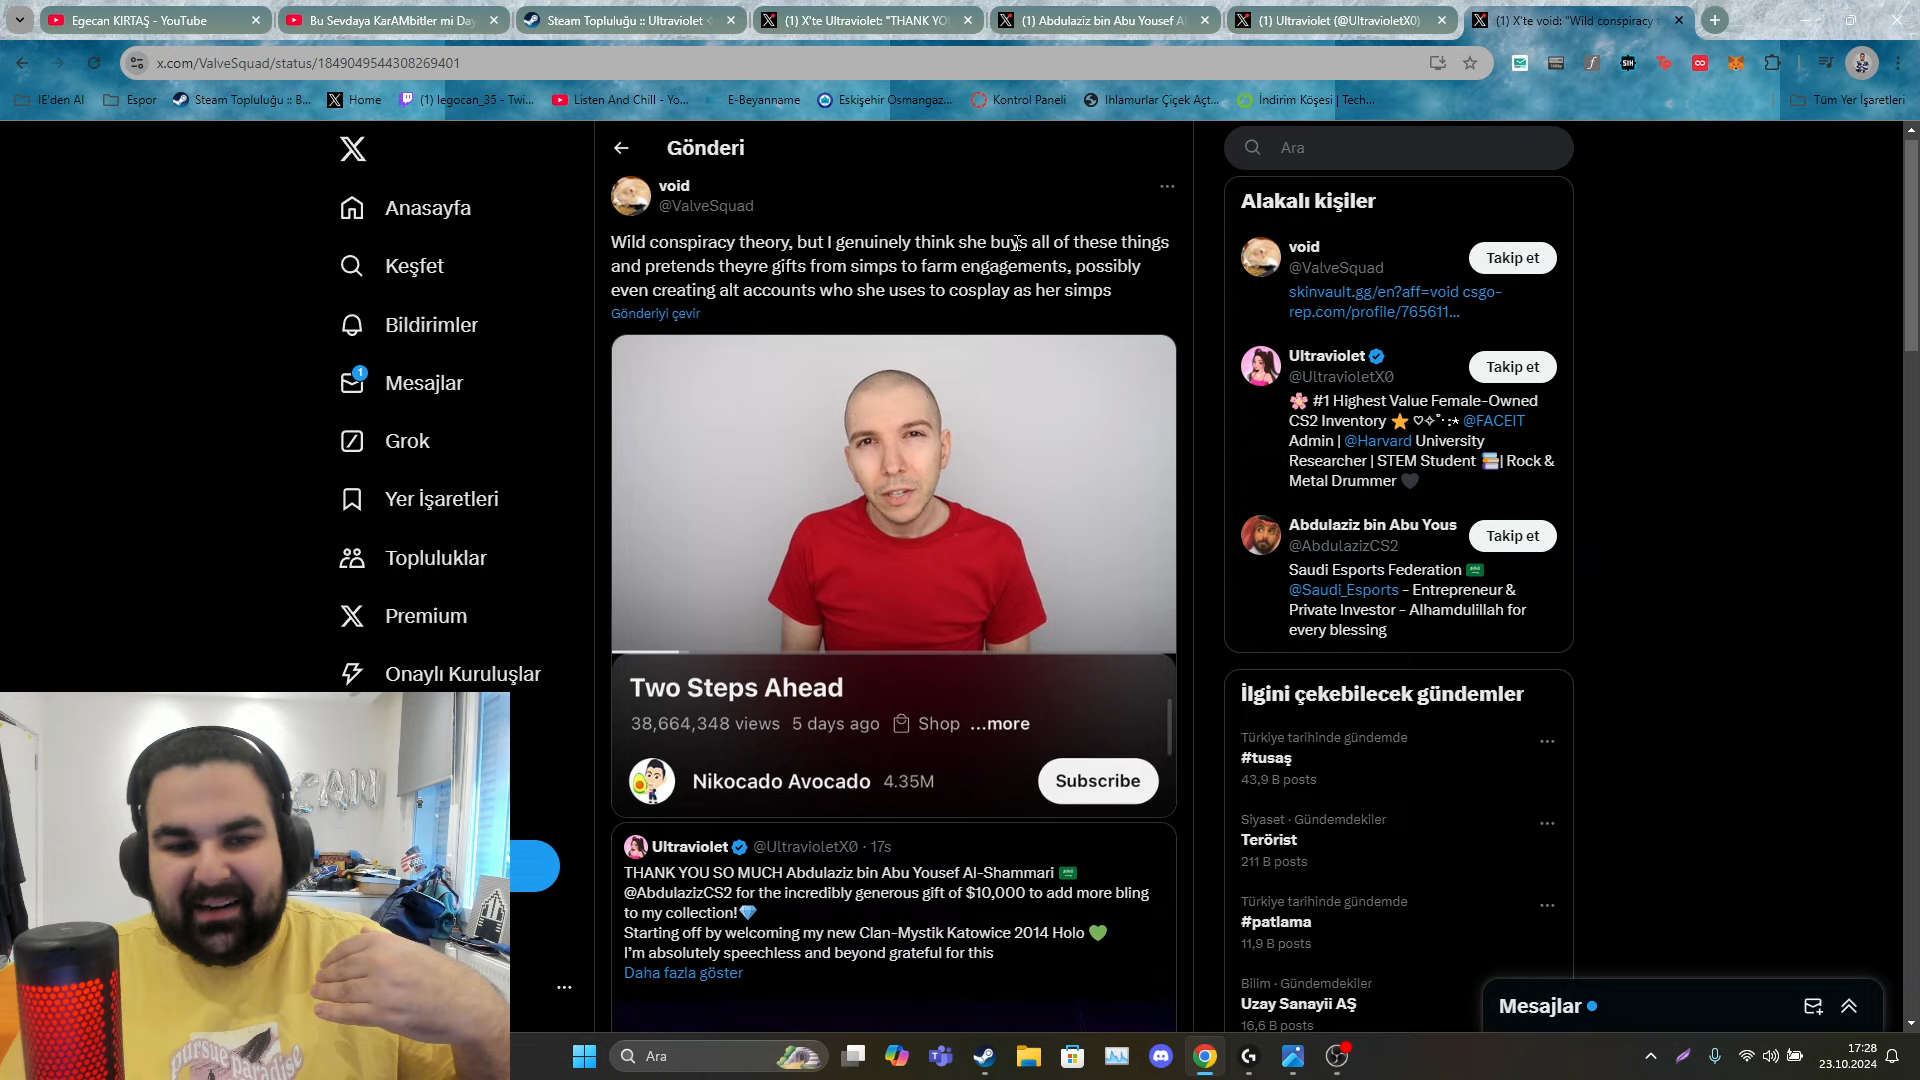 Egecan KIRTAŞ - YouTube
Bu Sevdaya KarAMbitler mi Da
Steam Topluluğu :: Ultraviolet
(1) X'te Ultraviolet: "THANK YO
(1) Abdulaziz bin Abu Yousef A
(1) Ultraviolet (@UltravioletX0)
(1) X'te void: "Wild conspiracy t
x.com/ValveSquad/status/1849049544308269401
IE'den Al
Espor
Steam Topluluğu :: B...
Home
(1) legocan_35 - Twi...
Listen And Chill - Yo...
E-Beyanname
Eskişehir Osmangaz...
Kontrol Paneli
Ihlamurlar Çiçek Açt...
İndirim Köşesi | Tech...
Tüm Yer İşaretleri
Anasayfa
Keşfet
Bildirimler
1
Mesajlar
Grok
Yer İşaretleri
Topluluklar
Premium
Onaylı Kuruluşlar
Gönderi
void
@ValveSquad
Wild conspiracy theory, but I genuinely think she buys all of these things
and pretends theyre gifts from simps to farm engagements, possibly
even creating alt accounts who she uses to cosplay as her simps
Gönderiyi çevir
Two Steps Ahead
38,664,348 views 5 days ago Shop ...more
Nikocado Avocado 4.35M
Subscribe
Ultraviolet @UltravioletX0 · 17s
THANK YOU SO MUCH Abdulaziz bin Abu Yousef Al-Shammari
@AbdulazizCS2 for the incredibly generous gift of $10,000 to add more bling
to my collection!💎
Starting off by welcoming my new Clan-Mystik Katowice 2014 Holo 💚
I'm absolutely speechless and beyond grateful for this
Daha fazla göster
Ara
Alakalı kişiler
void
@ValveSquad
Takip et
skinvault.gg/en?aff=void csgo-
rep.com/profile/765611...
Ultraviolet
@UltravioletX0
Takip et
🌸 #1 Highest Value Female-Owned
CS2 Inventory ⭐ ♡✧˚ · :⋆ @FACEIT
Admin | @Harvard University
Researcher | STEM Student 📚| Rock &
Metal Drummer 🖤
Abdulaziz bin Abu Yous
@AbdulazizCS2
Takip et
Saudi Esports Federation 🇸🇦
@Saudi_Esports - Entrepreneur &
Private Investor - Alhamdulillah for
every blessing
İlgini çekebilecek gündemler
Türkiye tarihinde gündemde
#tusaş
43,9 B posts
Siyaset · Gündemdekiler
Terörist
211 B posts
Türkiye tarihinde gündemde
#patlama
11,9 B posts
Bilim · Gündemdekiler
Uzay Sanayii AŞ
16,6 B posts
Mesajlar
CAN
pursue
paradise
Ara
17:28
23.10.2024